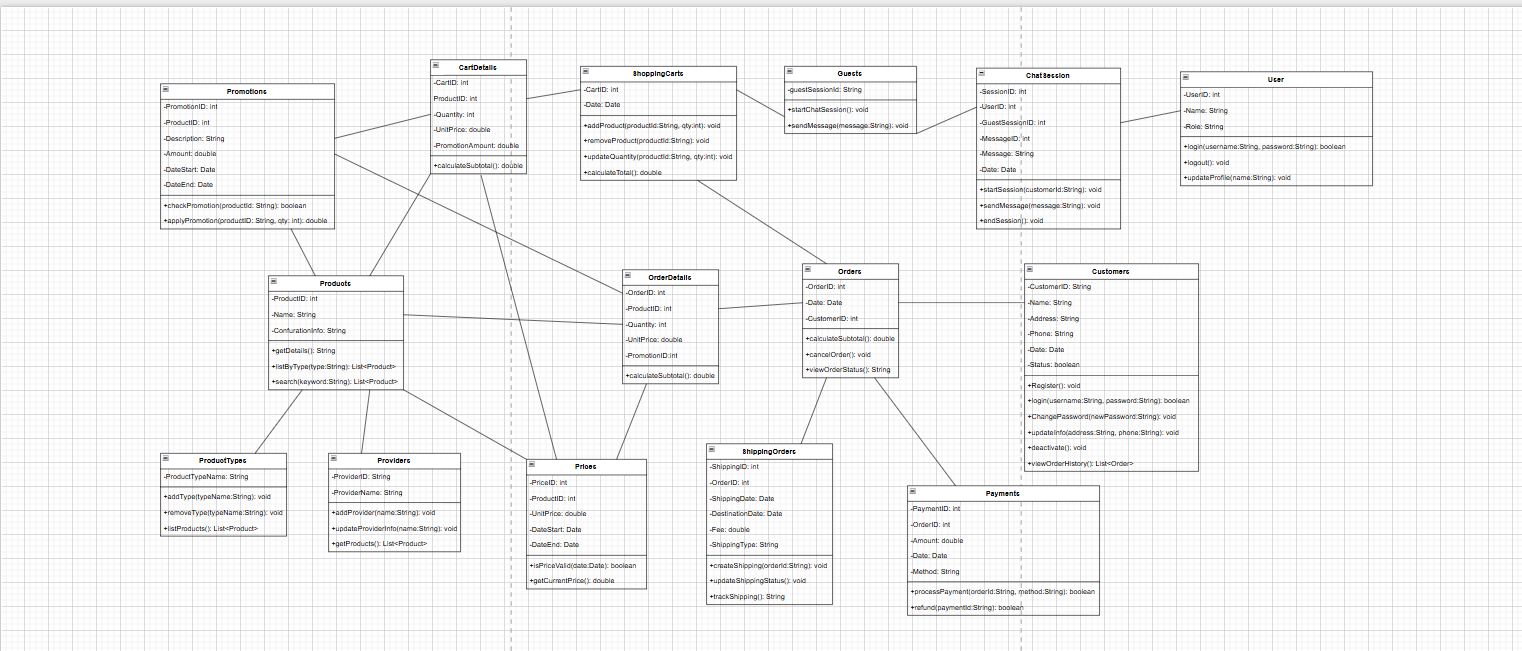 Promotions
-PromotionID: int
-ProductID: int
-Description: String
-Amount: double
-DateStart: Date
-DateEnd: Date
+checkPromotion(productId: String): boolean
+applyPromotion(productID: String, qty: int): double
CartDetails
-CartID: int
ProductID: int
-Quantity: int
-UnitPrice: double
-PromotionAmount: double
+calculateSubtotal(): double
ShoppingCarts
-CartID: int
-Date: Date
+addProduct(productId:String, qty:int): void
+removeProduct(productId:String): void
+updateQuantity(productId:String, qty:int): void
+calculateTotal(): double
Guests
-guestSessionId: String
+startChatSession(): void
+sendMessage(message:String): void
ChatSession
-SessionID: int
-UserID: int
-GuestSessionID: int
-MessageID: int
-Message: String
-Date: Date
+startSession(customerId:String): void
+sendMessage(message:String): void
+endSession(): void
User
-UserID: int
-Name: String
-Role: String
+login(username:String, password:String): boolean
+logout(): void
+updateProfile(name:String): void
Products
-ProductID: int
-Name: String
-ConfurationInfo: String
+getDetails(): String
+listByType(type:String): List<Product>
+search(keyword:String): List<Product>
OrderDetails
-OrderID: int
-ProductID: int
-Quantity: int
-UnitPrice: double
-PromotionID:int
+calculateSubtotal(): double
Orders
-OrderID: int
-Date: Date
-CustomerID: int
+calculateSubtotal(): double
+cancelOrder(): void
+viewOrderStatus(): String
Customers
-CustomerID: String
-Name: String
-Address: String
-Phone: String
-Date: Date
-Status: boolean
+Register(): void
+login(username:String, password:String): boolean
+ChangePassword(newPassword:String): void
+updateInfo(address:String, phone:String): void
+deactivate(): void
+viewOrderHistory(): List<Order>
ProductTypes
-ProductTypeName: String
+addType(typeName:String): void
+removeType(typeName:String): void
+listProducts(): List<Product>
Providers
-ProviderID: String
-ProviderName: String
+addProvider(name:String): void
+updateProviderInfo(name:String): void
+getProducts(): List<Product>
Prices
-PriceID: int
-ProductID: int
-UnitPrice: double
-DateStart: Date
-DateEnd: Date
+isPriceValid(date:Date): boolean
+getCurrentPrice(): double
ShippingOrders
-ShippingID: int
-OrderID: int
-ShippingDate: Date
-DestinationDate: Date
-Fee: double
-ShippingType: String
+createShipping(orderId:String): void
+updateShippingStatus(): void
+trackShipping(): String
Payments
-PaymentID: int
-OrderID: int
-Amount: double
-Date: Date
-Method: String
+processPayment(orderId:String, method:String): boolean
+refund(paymentId:String): boolean